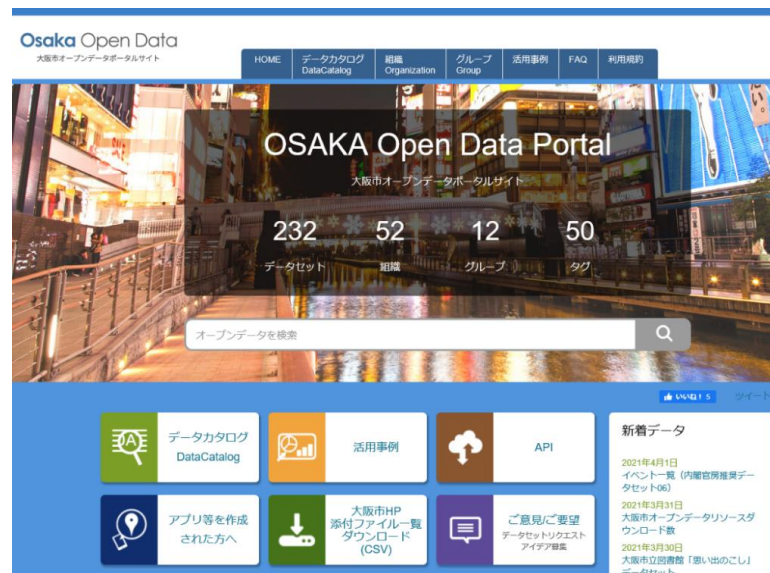 Osaka Open Data
大阪市オープンデータポータルサイト
HOME
データカタログ
DataCatalog
組織
Organization
グループ
Group
活用事例
FAQ
利用規約
OSAKA Open Data Portal
大阪市オープンデータポータルサイト
232
52
12
50
データセット
組織
グループ
タグ
オープンデータを検索
いいね! 5
ツイート
データカタログ
DataCatalog
活用事例
API
アプリ等を作成
された方へ
大阪市HP
添付ファイル一覧
ダウンロード
(CSV)
ご意見/ご要望
データセットリクエスト
アイデア募集
新着データ
2021年4月1日
イベント一覧（内閣官房推奨デー
タセット06）
2021年3月31日
大阪市オープンデータリソースダ
ウンロード数
2021年3月30日
大阪市立図書館「思い出のこし」
データセット